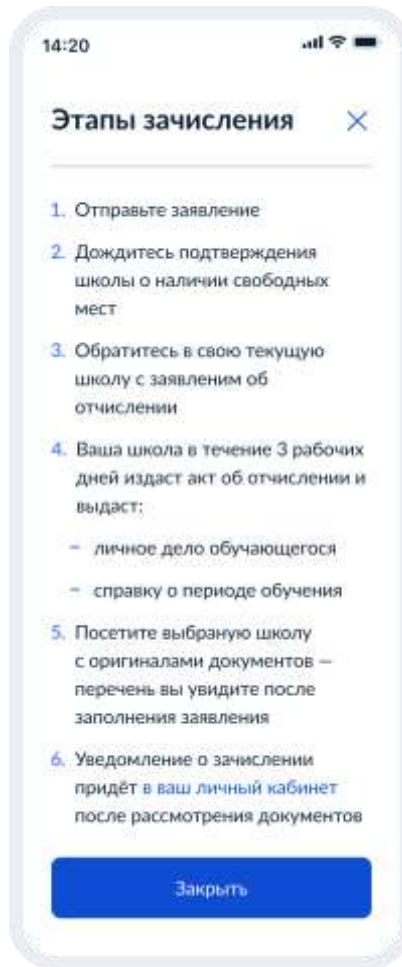 14:20
Этапы зачисления
1. Отправьте заявление
2. Дождитесь подтверждения
школы о наличии свободных
мест
3. Обратитесь в свою текущую
школу с заявленим об
отчислении
4. Ваша школа в течение 3 рабочих
дней издаст акт об отчислении и
выдаст:
– личное дело обучающегося
– справку о периоде обучения
5. Посетите выбраную школу
с оригиналами документов —
перечень вы увидите после
заполнения заявления
6. Уведомление о зачислении
придёт в ваш личный кабинет
после рассмотрения документов
Закрыть